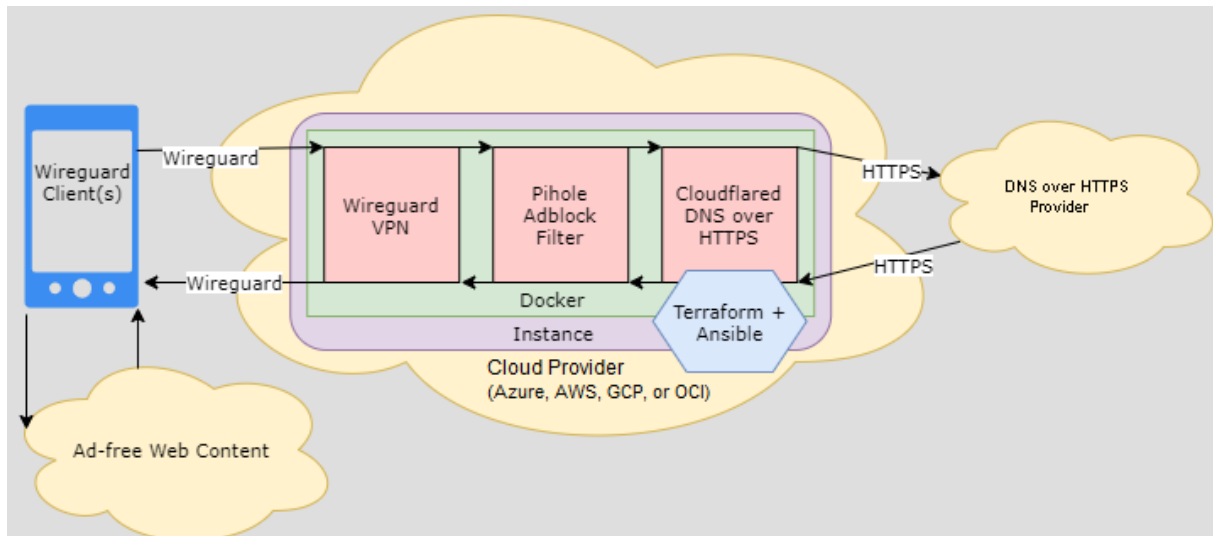 Wireguard
Client(s)
Wireguard
Wireguard
VPN
Pihole
Adblock
Filter
Cloudflared
DNS over
HTTPS
HTTPS
DNS over HTTPS
Provider
HTTPS
Wireguard
Docker
Terraform +
Ansible
Instance
Cloud Provider
(Azure, AWS, GCP, or OCI)
Ad-free Web Content